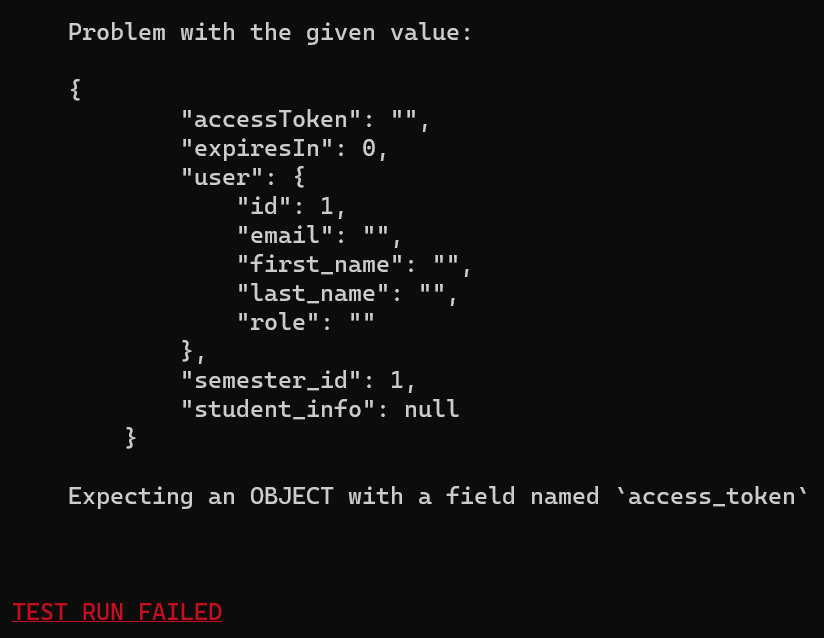 Problem with the given value:
{
"accessToken": "",
"expiresIn": 0,
"user": {
"id": 1,
"email": "",
"first_name": "",
"last_name": "",
"role": ""
},
"semester_id": 1,
"student_info": null
}
Expecting an OBJECT with a field named `access_token`
TEST RUN FAILED